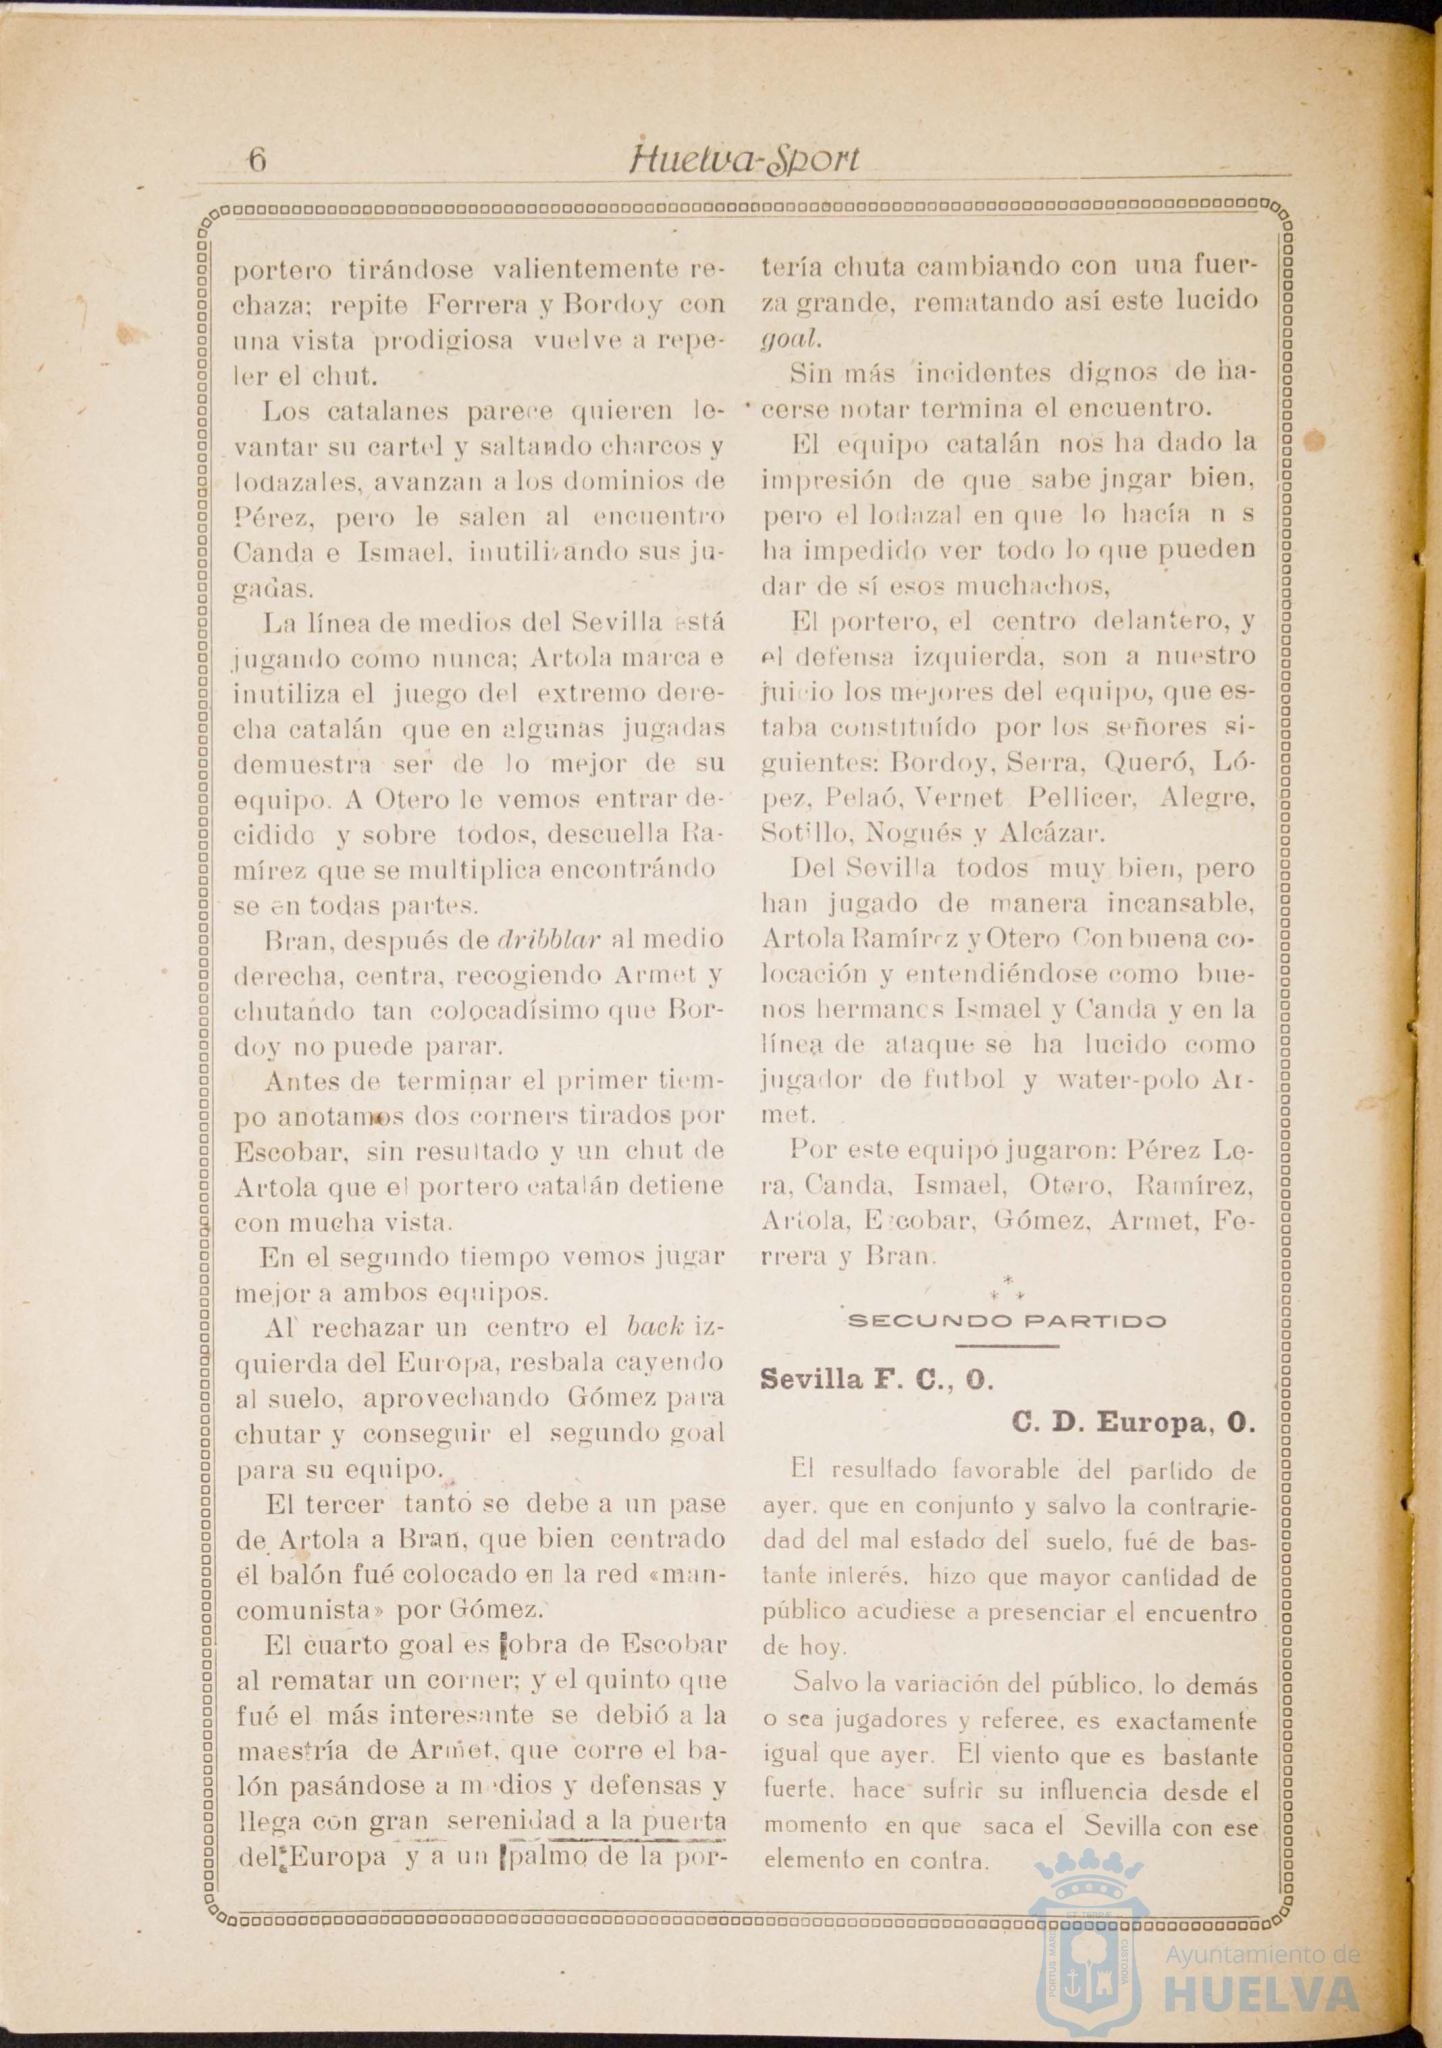 6
Huelva-Sport
portero tirándose valientemente re-
chaza; repite Ferrera y Bordoy con
una vista prodigiosa vuelve a repe-
ler el chut.
Los catalanes parece quieren le-
vantar su cartel y saltando charcos y
lodazales, avanzan a los dominios de
Pérez, pero le salen al encuentro
Canda e Ismael, inutilizando sus ju-
gadas.
La línea de medios del Sevilla está
jugando como nunca; Artola marca e
inutiliza el juego del extremo dere-
cha catalán que en algunas jugadas
demuestra ser de lo mejor de su
equipo. A Otero le vemos entrar de-
cidido y sobre todos, descuella Ra-
mírez que se multiplica encontrándo
se en todas partes.
Bran, después de dribblar al medio
derecha, centra, recogiendo Armet y
chutando tan colocadísimo que Bor-
doy no puede parar.
Antes de terminar el primer tiem-
po anotamos dos corners tirados por
Escobar, sin resultado y un chut de
Artola que el portero catalán detiene
con mucha vista.
En el segundo tiempo vemos jugar
mejor a ambos equipos.
Al rechazar un centro el back iz-
quierda del Europa, resbala cayendo
al suelo, aprovechando Gómez para
chutar y conseguir el segundo goal
para su equipo.
El tercer tanto se debe a un pase
de Artola a Bran, que bien centrado
el balón fué colocado en la red «man-
comunista» por Gómez.
El cuarto goal es obra de Escobar
al rematar un corner; y el quinto que
fué el más interesante se debió a la
maestría de Armet, que corre el ba-
lón pasándose a medios y defensas y
llega con gran serenidad a la puerta
del Europa y a un palmo de la por-
tería chuta cambiando con una fuer-
za grande, rematando así este lucido
goal.
Sin más incidentes dignos de ha-
cerse notar termina el encuentro.
El equipo catalán nos ha dado la
impresión de que sabe jngar bien,
pero el lodazal en que lo hacía n s
ha impedido ver todo lo que pueden
dar de sí esos muchachos,
El portero, el centro delantero, y
el defensa izquierda, son a nuestro
juicio los mejores del equipo, que es-
taba constituído por los señores si-
guientes: Bordoy, Serra, Queró, Ló-
pez, Pelaó, Vernet Pellicer, Alegre,
Sotillo, Nogués y Alcázar.
Del Sevilla todos muy bien, pero
han jugado de manera incansable,
Artola Ramírez y Otero Con buena co-
locación y entendiéndose como bue-
nos hermanos Ismael y Canda y en la
línea de ataque se ha lucido como
jugador de futbol y water-polo Ar-
met.
Por este equipo jugaron: Pérez Le-
ra, Canda, Ismael, Otero, Ramírez,
Artola, Escobar, Gómez, Armet, Fe-
rrera y Bran.
* * *
SECUNDO PARTIDO
Sevilla F. C., 0.
C. D. Europa, 0.
El resultado favorable del partido de
ayer, que en conjunto y salvo la contrarie-
dad del mal estado del suelo, fué de bas-
tante interés, hizo que mayor cantidad de
público acudiese a presenciar el encuentro
de hoy.
Salvo la variación del público, lo demás
o sea jugadores y referee, es exactamente
igual que ayer. El viento que es bastante
fuerte, hace sufrir su influencia desde el
momento en que saca el Sevilla con ese
elemento en contra.
PORTUS MARIS ET TERRÆ CUSTODIA
Ayuntamiento de
HUELVA